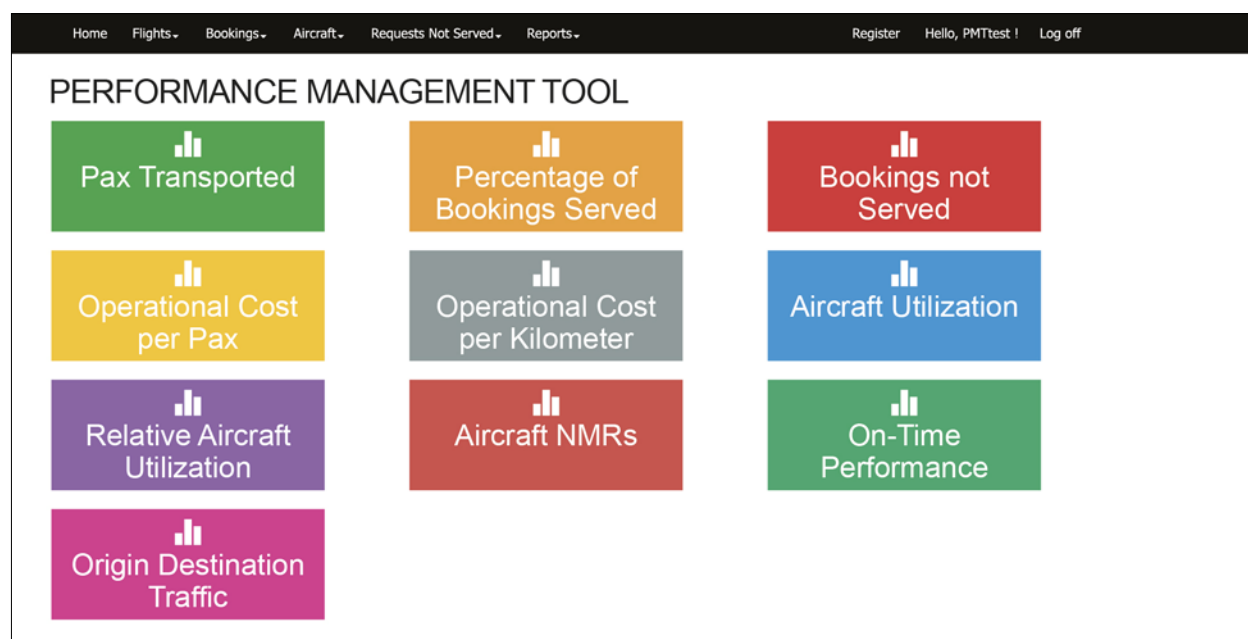 Home Flights Bookings Aircraft Requests Not Served Reports Register Hello, PMTtest ! Log off
PERFORMANCE MANAGEMENT TOOL
Pax Transported
Percentage of
Bookings Served
Bookings not
Served
Operational Cost
per Pax
Operational Cost
per Kilometer
Aircraft Utilization
Relative Aircraft
Utilization
Aircraft NMRs
On-Time
Performance
Origin Destination
Traffic